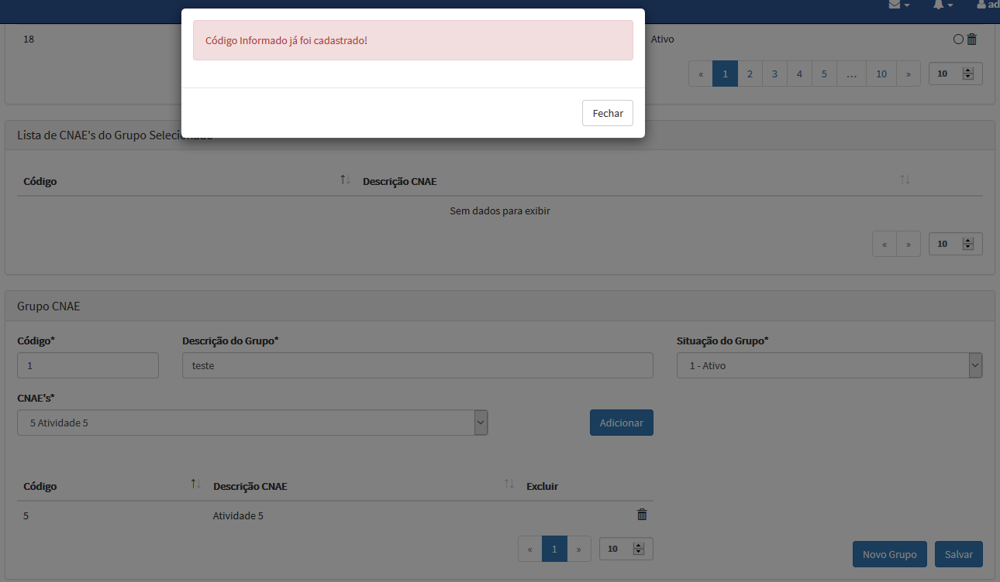 ad
Código Informado já foi cadastrado!
Fechar
18 Ativo
« 1 2 3 4 5 ... 10 » 10
Lista de CNAE's do Grupo Selecionado
Código Descrição CNAE
Sem dados para exibir
« » 10
Grupo CNAE
Código* Descrição do Grupo* Situação do Grupo*
1 teste 1 - Ativo
CNAE's*
5 Atividade 5 Adicionar
Código Descrição CNAE Excluir
5 Atividade 5
« 1 » 10
Novo Grupo Salvar